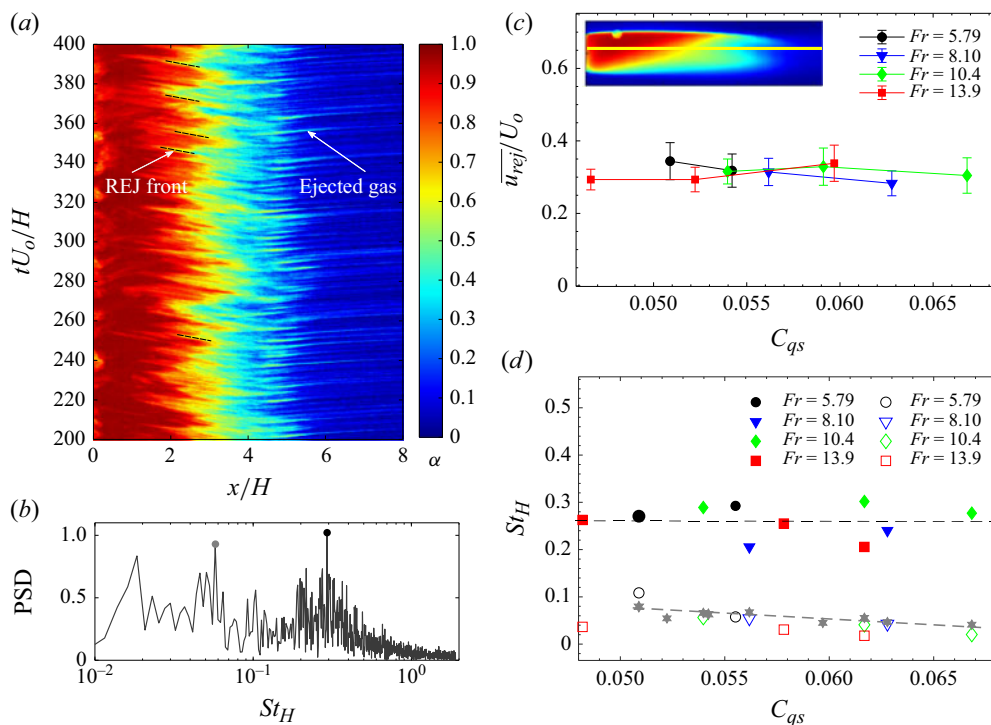 (a)
400
380
360
340
320
300
280
260
240
220
200
tU_o/H
REJ front
Ejected gas
0 2 4 6 8
x/H
1.0
0.9
0.8
0.7
0.6
0.5
0.4
0.3
0.2
0.1
0
α
(b)
1.0
0.5
0
PSD
10⁻² 10⁻¹ 10⁰
St_H
(c)
0.6
0.4
0.2
0
u_rej/U_o
Fr = 5.79
Fr = 8.10
Fr = 10.4
Fr = 13.9
0.050 0.055 0.060 0.065
C_qs
(d)
0.5
0.4
0.3
0.2
0.1
0
St_H
Fr = 5.79 Fr = 5.79
Fr = 8.10 Fr = 8.10
Fr = 10.4 Fr = 10.4
Fr = 13.9 Fr = 13.9
0.050 0.055 0.060 0.065
C_qs